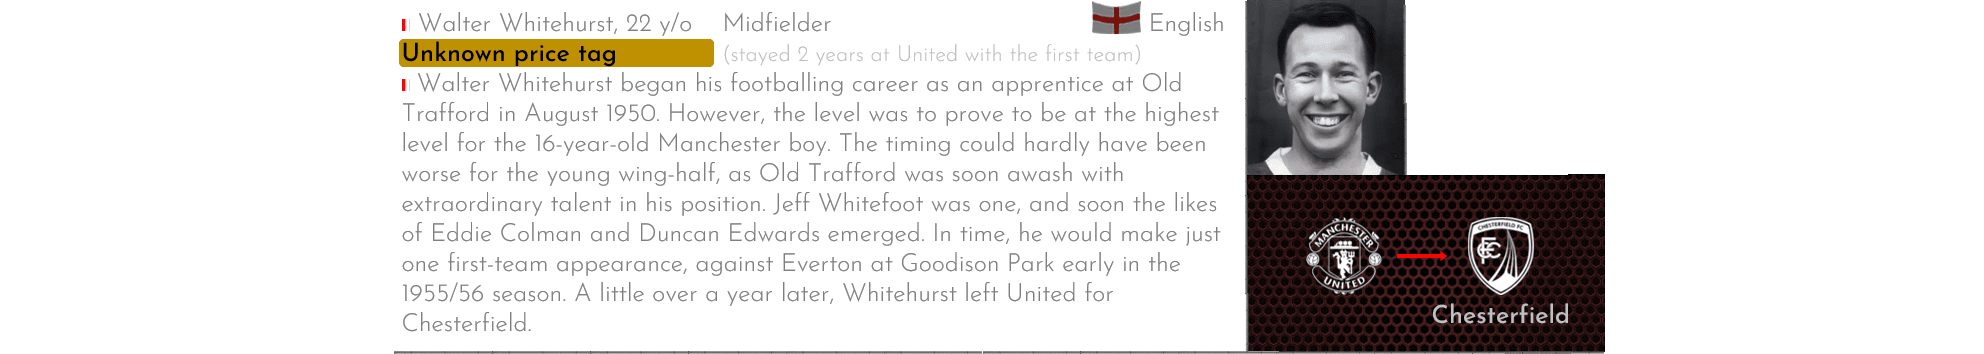 Walter Whitehurst, 22 y/o Midfielder English
Unknown price tag (stayed 2 years at United with the first team)
Walter Whitehurst began his footballing career as an apprentice at Old
Trafford in August 1950. However, the level was to prove to be at the highest
level for the 16-year-old Manchester boy. The timing could hardly have been
worse for the young wing-half, as Old Trafford was soon awash with
extraordinary talent in his position. Jeff Whitefoot was one, and soon the likes
of Eddie Colman and Duncan Edwards emerged. In time, he would make just
one first-team appearance, against Everton at Goodison Park early in the
1955/56 season. A little over a year later, Whitehurst left United for
Chesterfield.
MANCHESTER
UNITED
CHESTERFIELD FC
CFC
Chesterfield